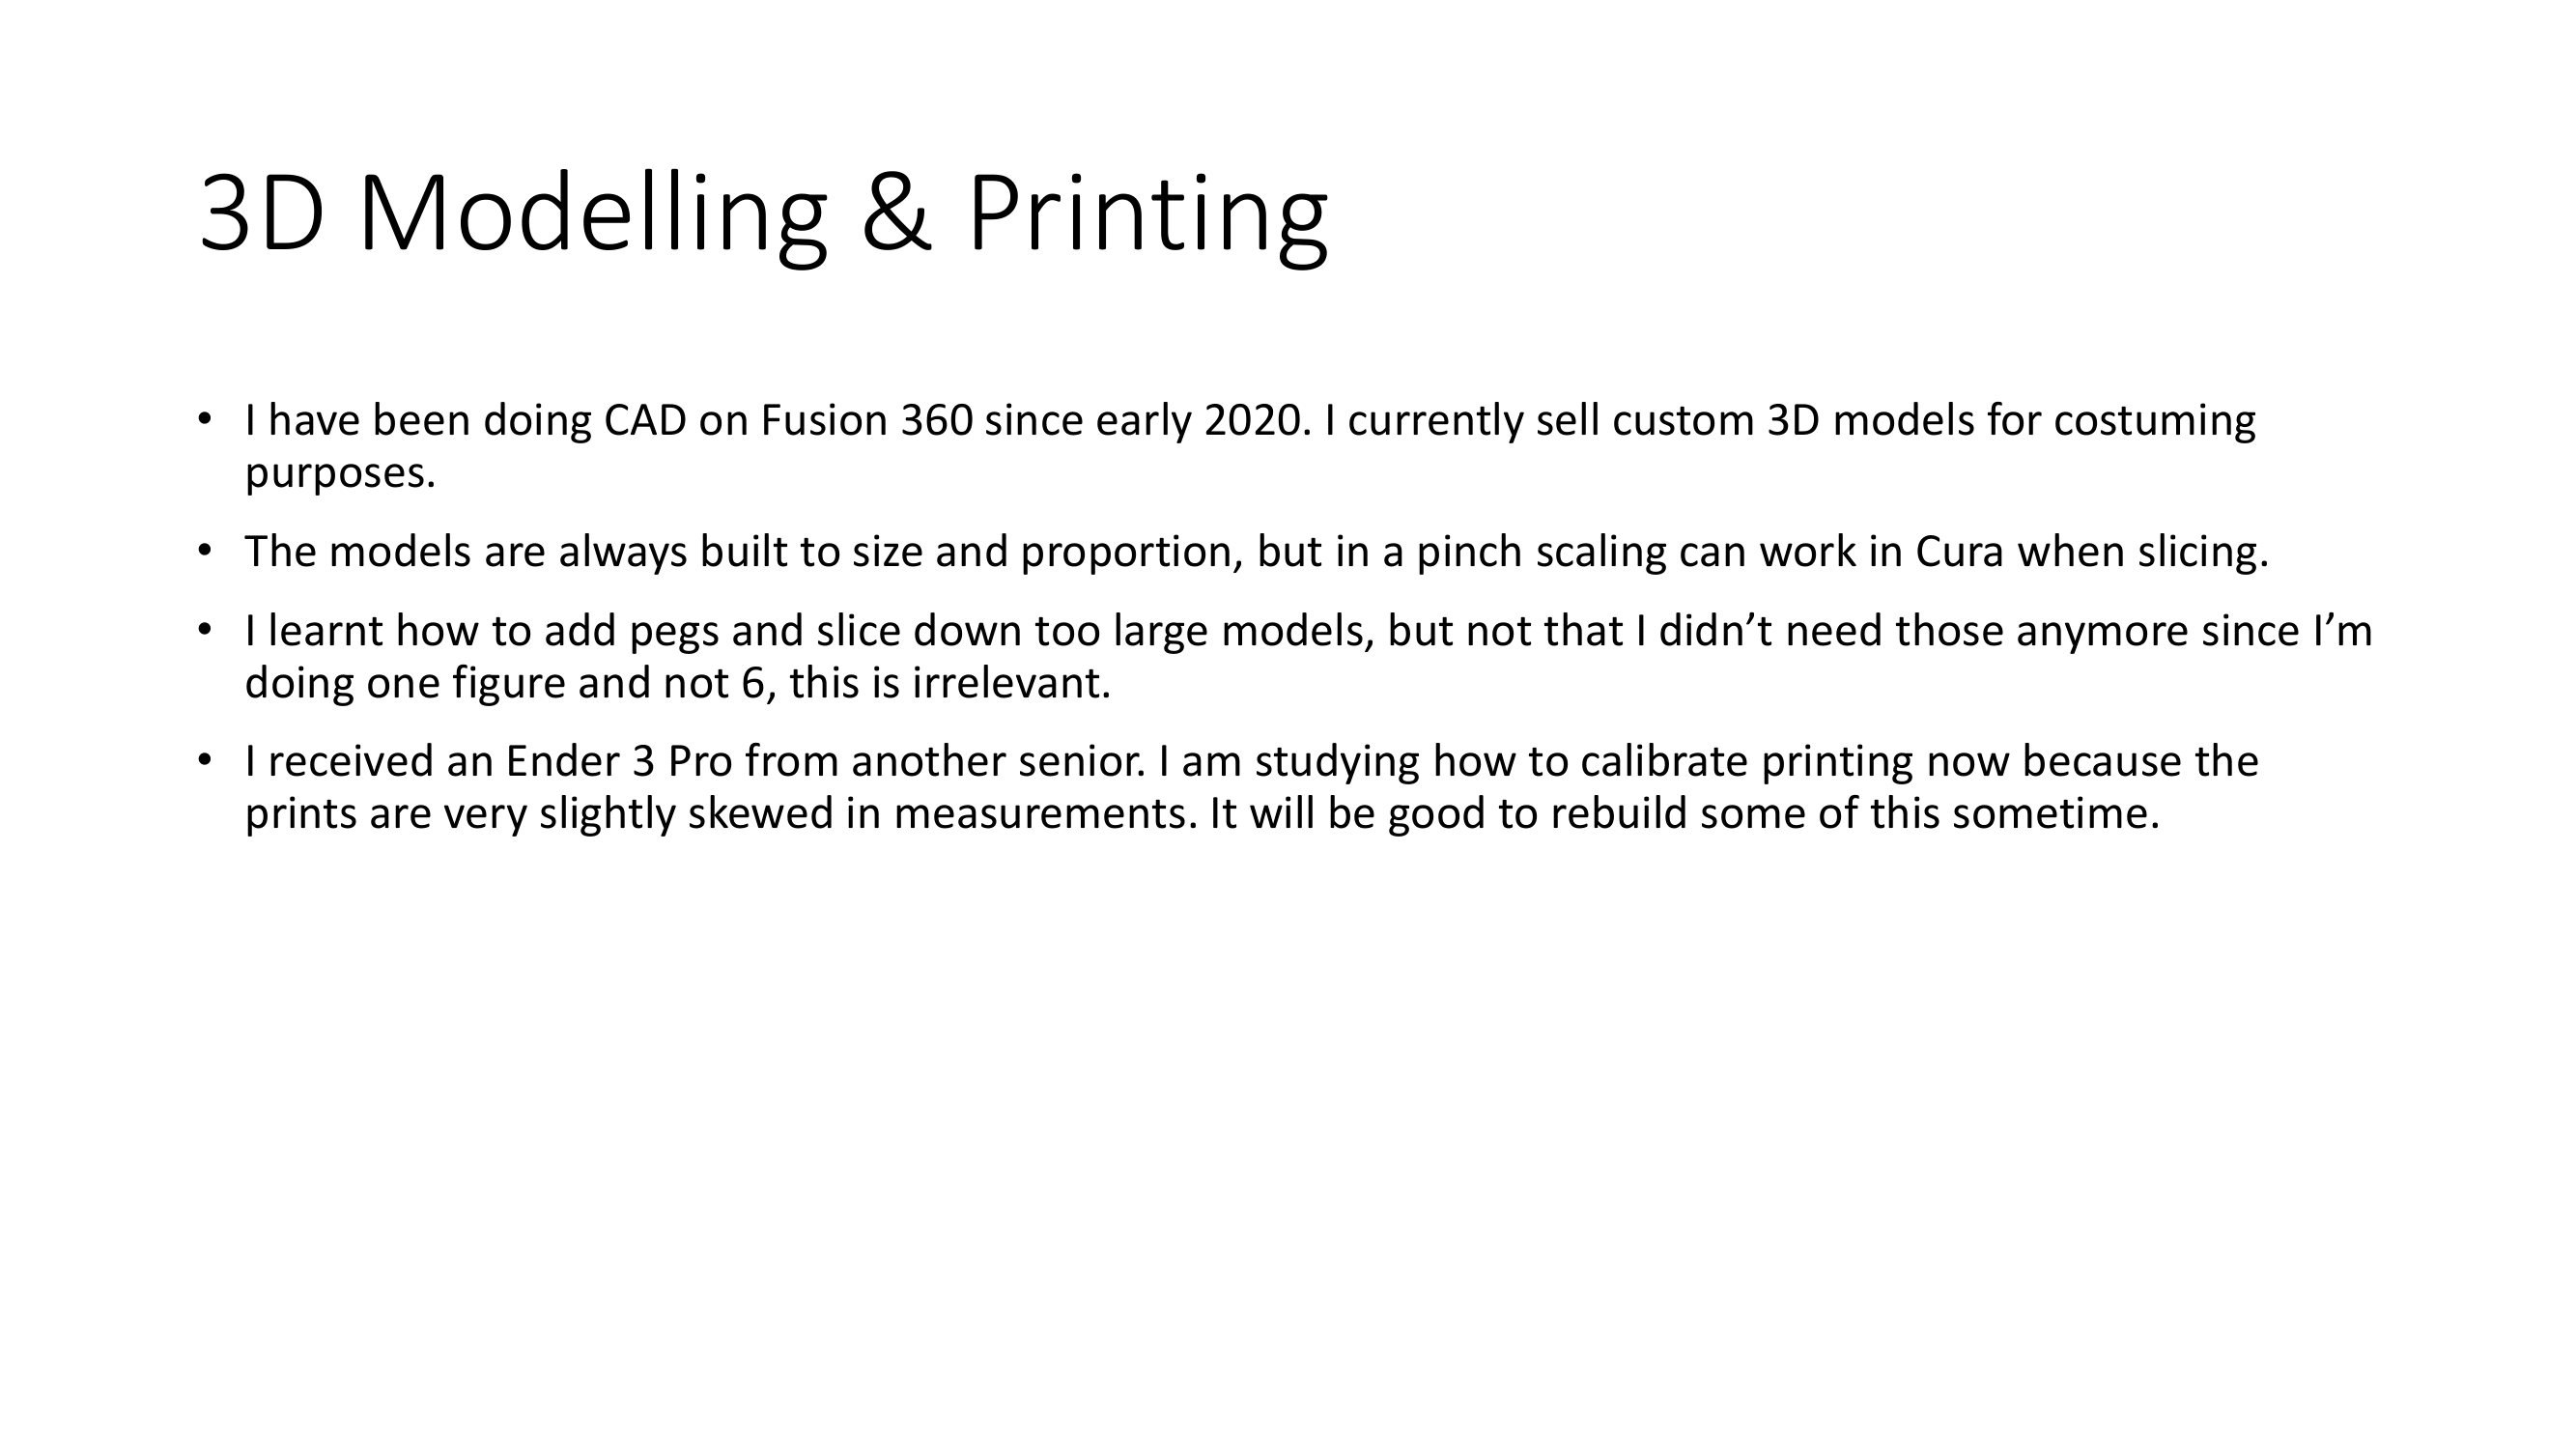 3D Modelling & Printing
• I have been doing CAD on Fusion 360 since early 2020. I currently sell custom 3D models for costuming
purposes.
• The models are always built to size and proportion, but in a pinch scaling can work in Cura when slicing.
• I learnt how to add pegs and slice down too large models, but not that I didn’t need those anymore since I’m
doing one figure and not 6, this is irrelevant.
• I received an Ender 3 Pro from another senior. I am studying how to calibrate printing now because the
prints are very slightly skewed in measurements. It will be good to rebuild some of this sometime.